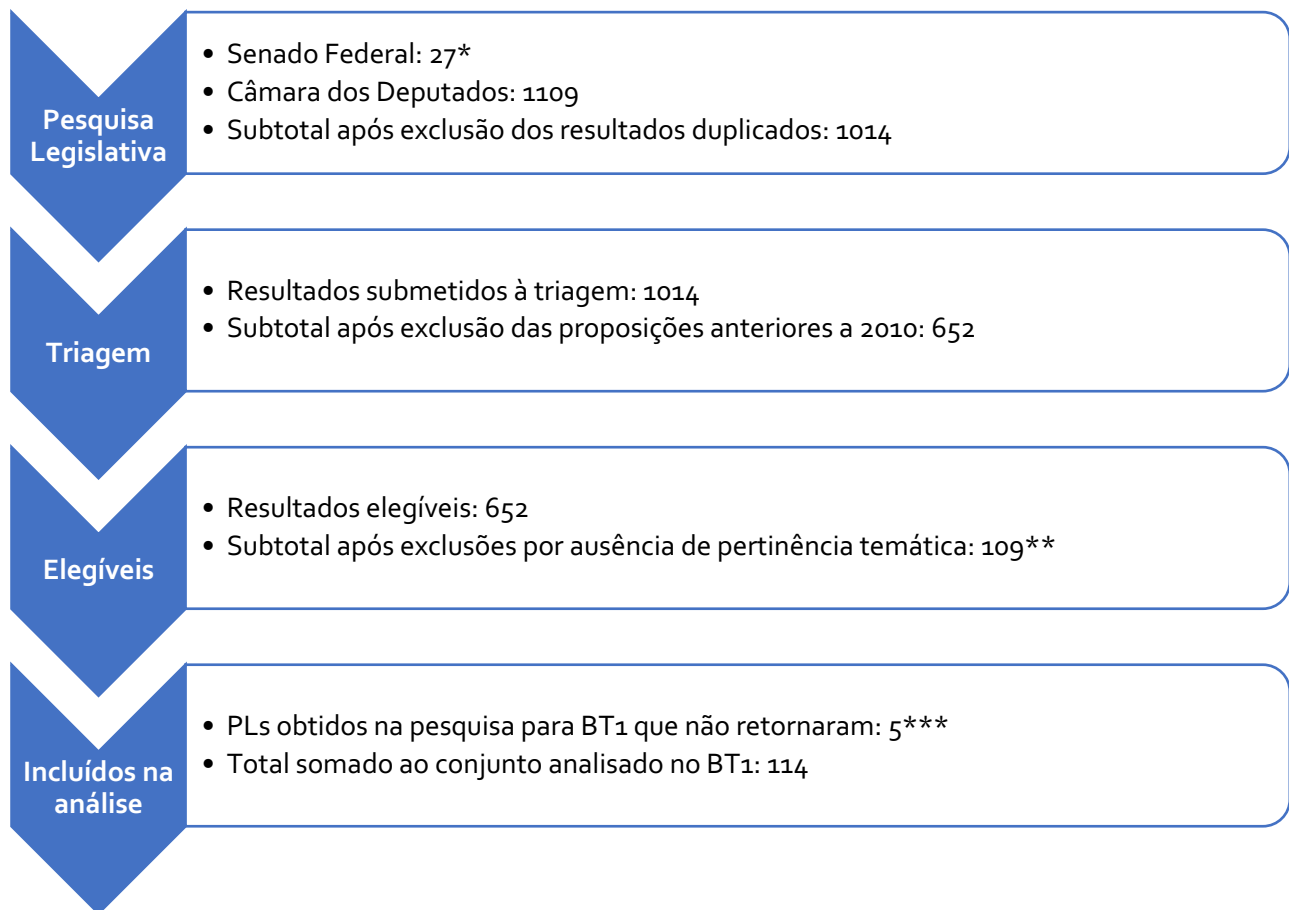 Pesquisa
Legislativa
• Senado Federal: 27*
• Câmara dos Deputados: 1109
• Subtotal após exclusão dos resultados duplicados: 1014
Triagem
• Resultados submetidos à triagem: 1014
• Subtotal após exclusão das proposições anteriores a 2010: 652
Elegíveis
• Resultados elegíveis: 652
• Subtotal após exclusões por ausência de pertinência temática: 109**
Incluídos na
análise
• PLs obtidos na pesquisa para BT1 que não retornaram: 5***
• Total somado ao conjunto analisado no BT1: 114